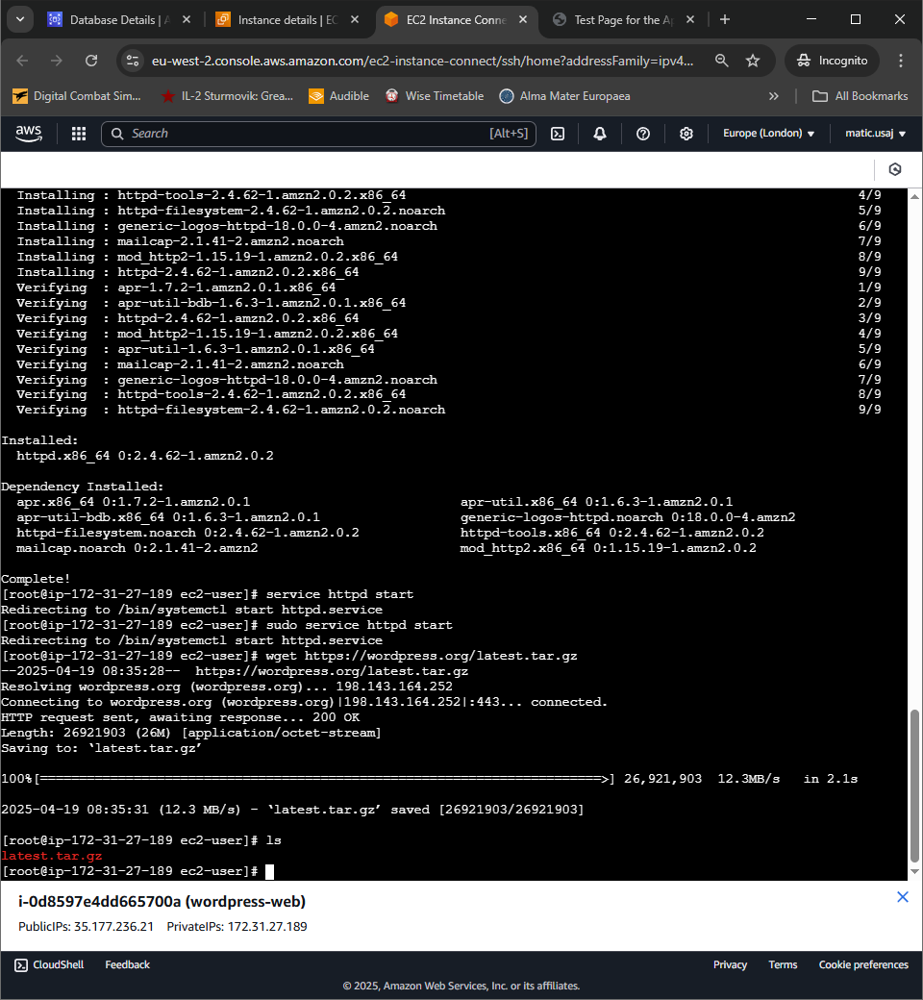 Database Details | A
Instance details | EC
EC2 Instance Conne
Test Page for the Ap
eu-west-2.console.aws.amazon.com/ec2-instance-connect/ssh/home?addressFamily=ipv4...
Incognito
Digital Combat Sim...
IL-2 Sturmovik: Grea...
Audible
Wise Timetable
Alma Mater Europaea
All Bookmarks
aws
Search [Alt+S]
Europe (London)
matic.usaj
Installing : httpd-tools-2.4.62-1.amzn2.0.2.x86_64 4/9
Installing : httpd-filesystem-2.4.62-1.amzn2.0.2.noarch 5/9
Installing : generic-logos-httpd-18.0.0-4.amzn2.noarch 6/9
Installing : mailcap-2.1.41-2.amzn2.noarch 7/9
Installing : mod_http2-1.15.19-1.amzn2.0.2.x86_64 8/9
Installing : httpd-2.4.62-1.amzn2.0.2.x86_64 9/9
Verifying : apr-1.7.2-1.amzn2.0.1.x86_64 1/9
Verifying : apr-util-bdb-1.6.3-1.amzn2.0.1.x86_64 2/9
Verifying : httpd-2.4.62-1.amzn2.0.2.x86_64 3/9
Verifying : mod_http2-1.15.19-1.amzn2.0.2.x86_64 4/9
Verifying : apr-util-1.6.3-1.amzn2.0.1.x86_64 5/9
Verifying : mailcap-2.1.41-2.amzn2.noarch 6/9
Verifying : generic-logos-httpd-18.0.0-4.amzn2.noarch 7/9
Verifying : httpd-tools-2.4.62-1.amzn2.0.2.x86_64 8/9
Verifying : httpd-filesystem-2.4.62-1.amzn2.0.2.noarch 9/9
Installed:
httpd.x86_64 0:2.4.62-1.amzn2.0.2
Dependency Installed:
apr.x86_64 0:1.7.2-1.amzn2.0.1 apr-util.x86_64 0:1.6.3-1.amzn2.0.1
apr-util-bdb.x86_64 0:1.6.3-1.amzn2.0.1 generic-logos-httpd.noarch 0:18.0.0-4.amzn2
httpd-filesystem.noarch 0:2.4.62-1.amzn2.0.2 httpd-tools.x86_64 0:2.4.62-1.amzn2.0.2
mailcap.noarch 0:2.1.41-2.amzn2 mod_http2.x86_64 0:1.15.19-1.amzn2.0.2
Complete!
[root@ip-172-31-27-189 ec2-user]# service httpd start
Redirecting to /bin/systemctl start httpd.service
[root@ip-172-31-27-189 ec2-user]# sudo service httpd start
Redirecting to /bin/systemctl start httpd.service
[root@ip-172-31-27-189 ec2-user]# wget https://wordpress.org/latest.tar.gz
--2025-04-19 08:35:28-- https://wordpress.org/latest.tar.gz
Resolving wordpress.org (wordpress.org)... 198.143.164.252
Connecting to wordpress.org (wordpress.org)|198.143.164.252|:443... connected.
HTTP request sent, awaiting response... 200 OK
Length: 26921903 (26M) [application/octet-stream]
Saving to: ‘latest.tar.gz’
100%[=========================================================================>] 26,921,903 12.3MB/s in 2.1s
2025-04-19 08:35:31 (12.3 MB/s) - ‘latest.tar.gz’ saved [26921903/26921903]
[root@ip-172-31-27-189 ec2-user]# ls
latest.tar.gz
[root@ip-172-31-27-189 ec2-user]#
i-0d8597e4dd665700a (wordpress-web)
PublicIPs: 35.177.236.21 PrivateIPs: 172.31.27.189
CloudShell Feedback Privacy Terms Cookie preferences
© 2025, Amazon Web Services, Inc. or its affiliates.